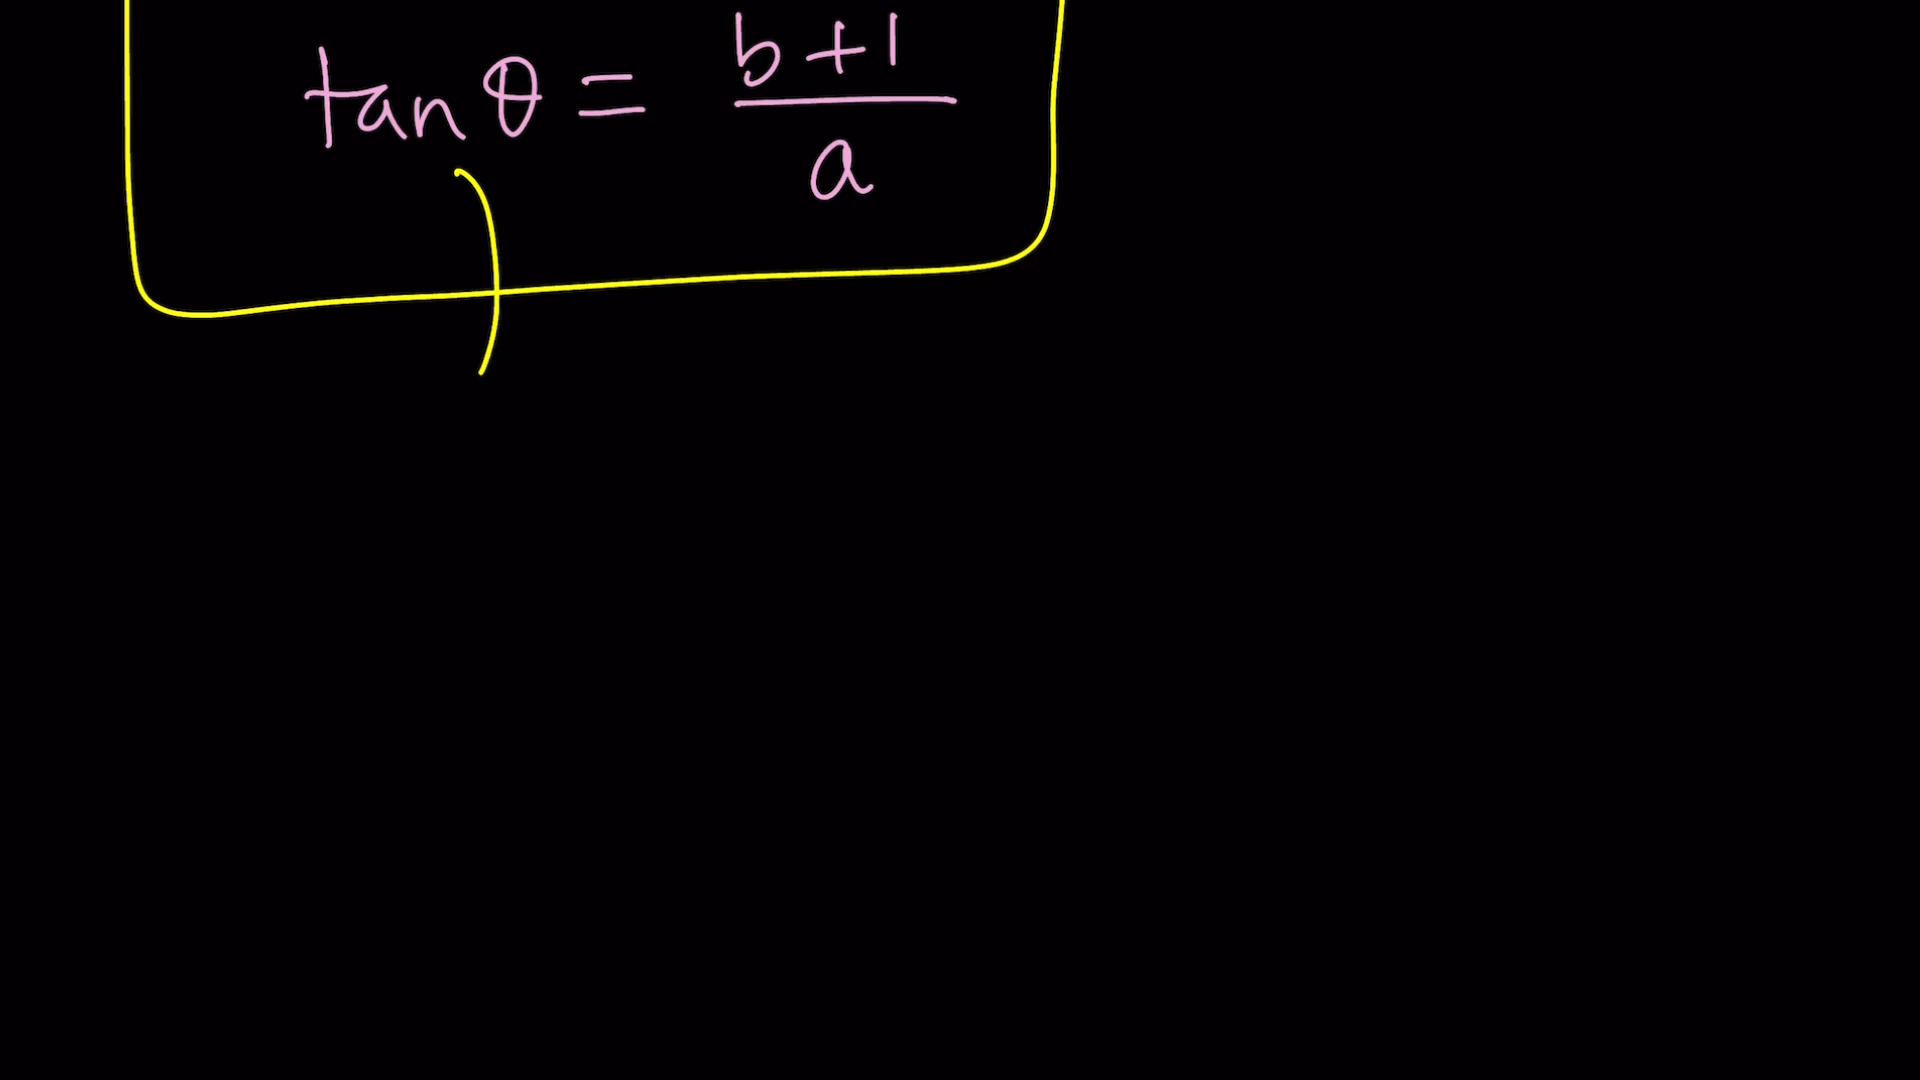 tan θ = b+1
a